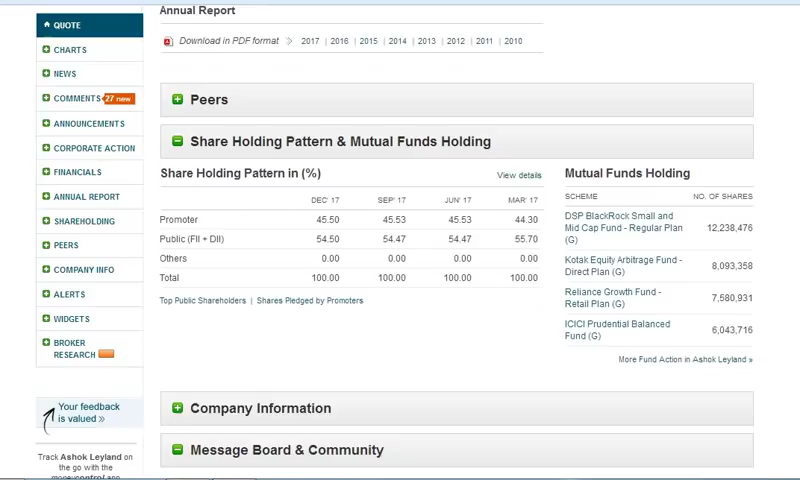 Annual Report
Download in PDF format 2017 | 2016 | 2015 | 2014 | 2013 | 2012 | 2011 | 2010
QUOTE
CHARTS
NEWS
COMMENTS 27 new
ANNOUNCEMENTS
CORPORATE ACTION
FINANCIALS
ANNUAL REPORT
SHAREHOLDING
PEERS
COMPANY INFO
ALERTS
WIDGETS
BROKER
RESEARCH
Your feedback
is valued »
Track Ashok Leyland on
the go with the
moneycontrol app
Peers
Share Holding Pattern & Mutual Funds Holding
Share Holding Pattern in (%) View details
DEC' 17 SEP' 17 JUN' 17 MAR' 17
Promoter 45.50 45.53 45.53 44.30
Public (FII + DII) 54.50 54.47 54.47 55.70
Others 0.00 0.00 0.00 0.00
Total 100.00 100.00 100.00 100.00
Top Public Shareholders | Shares Pledged by Promoters
Mutual Funds Holding
SCHEME NO. OF SHARES
DSP BlackRock Small and
Mid Cap Fund - Regular Plan 12,238,476
(G)
Kotak Equity Arbitrage Fund - 8,093,358
Direct Plan (G)
Reliance Growth Fund - 7,580,931
Retail Plan (G)
ICICI Prudential Balanced 6,043,716
Fund (G)
More Fund Action in Ashok Leyland »
Company Information
Message Board & Community